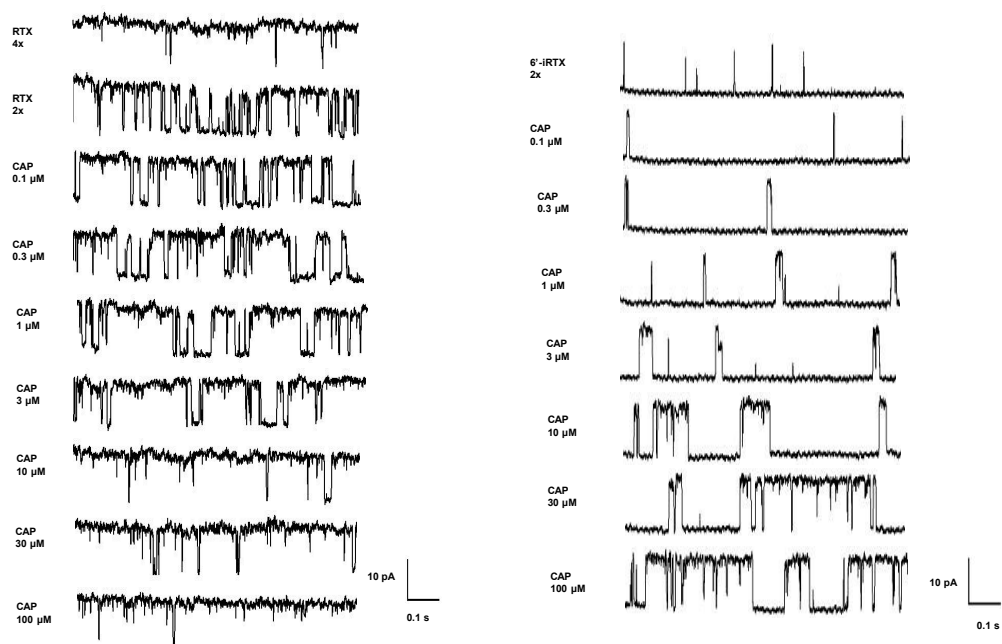 RTX
4x
RTX
2x
CAP
0.1 µM
CAP
0.3 µM
CAP
1 µM
CAP
3 µM
CAP
10 µM
CAP
30 µM
CAP
100 µM
10 pA
0.1 s
6'-iRTX
2x
CAP
0.1 µM
CAP
0.3 µM
CAP
1 µM
CAP
3 µM
CAP
10 µM
CAP
30 µM
CAP
100 µM
10 pA
0.1 s